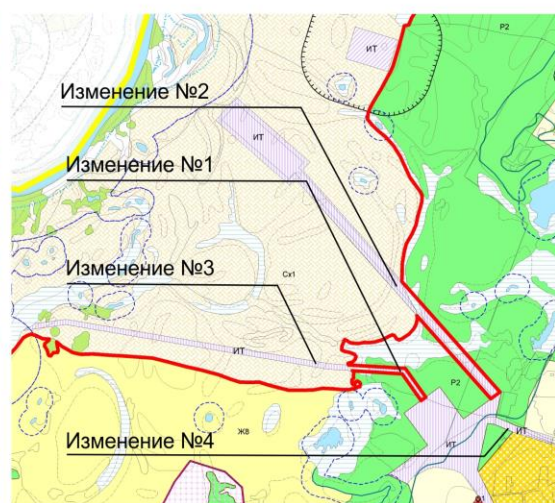 Р2
ИТ
Изменение №2
ИТ
Изменение №1
Изменение №3
Сх1
ИТ
Р2
Изменение №4
ЖВ
ИТ
ИТ